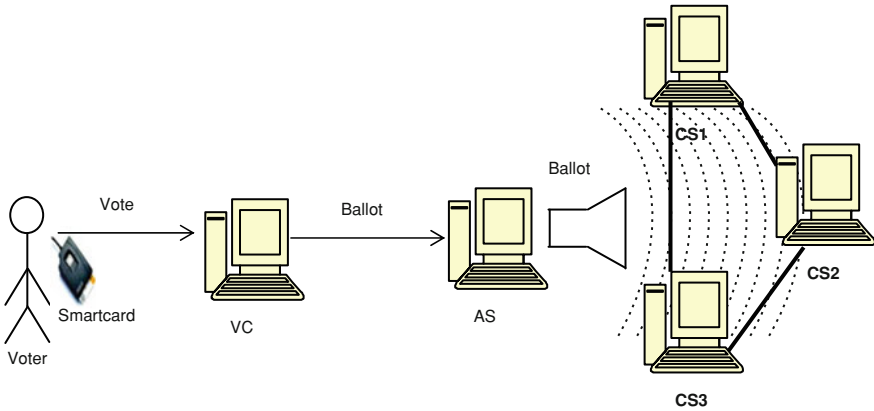 Vote
Ballot
Ballot
CS1
CS2
CS3
Smartcard
Voter
VC
AS